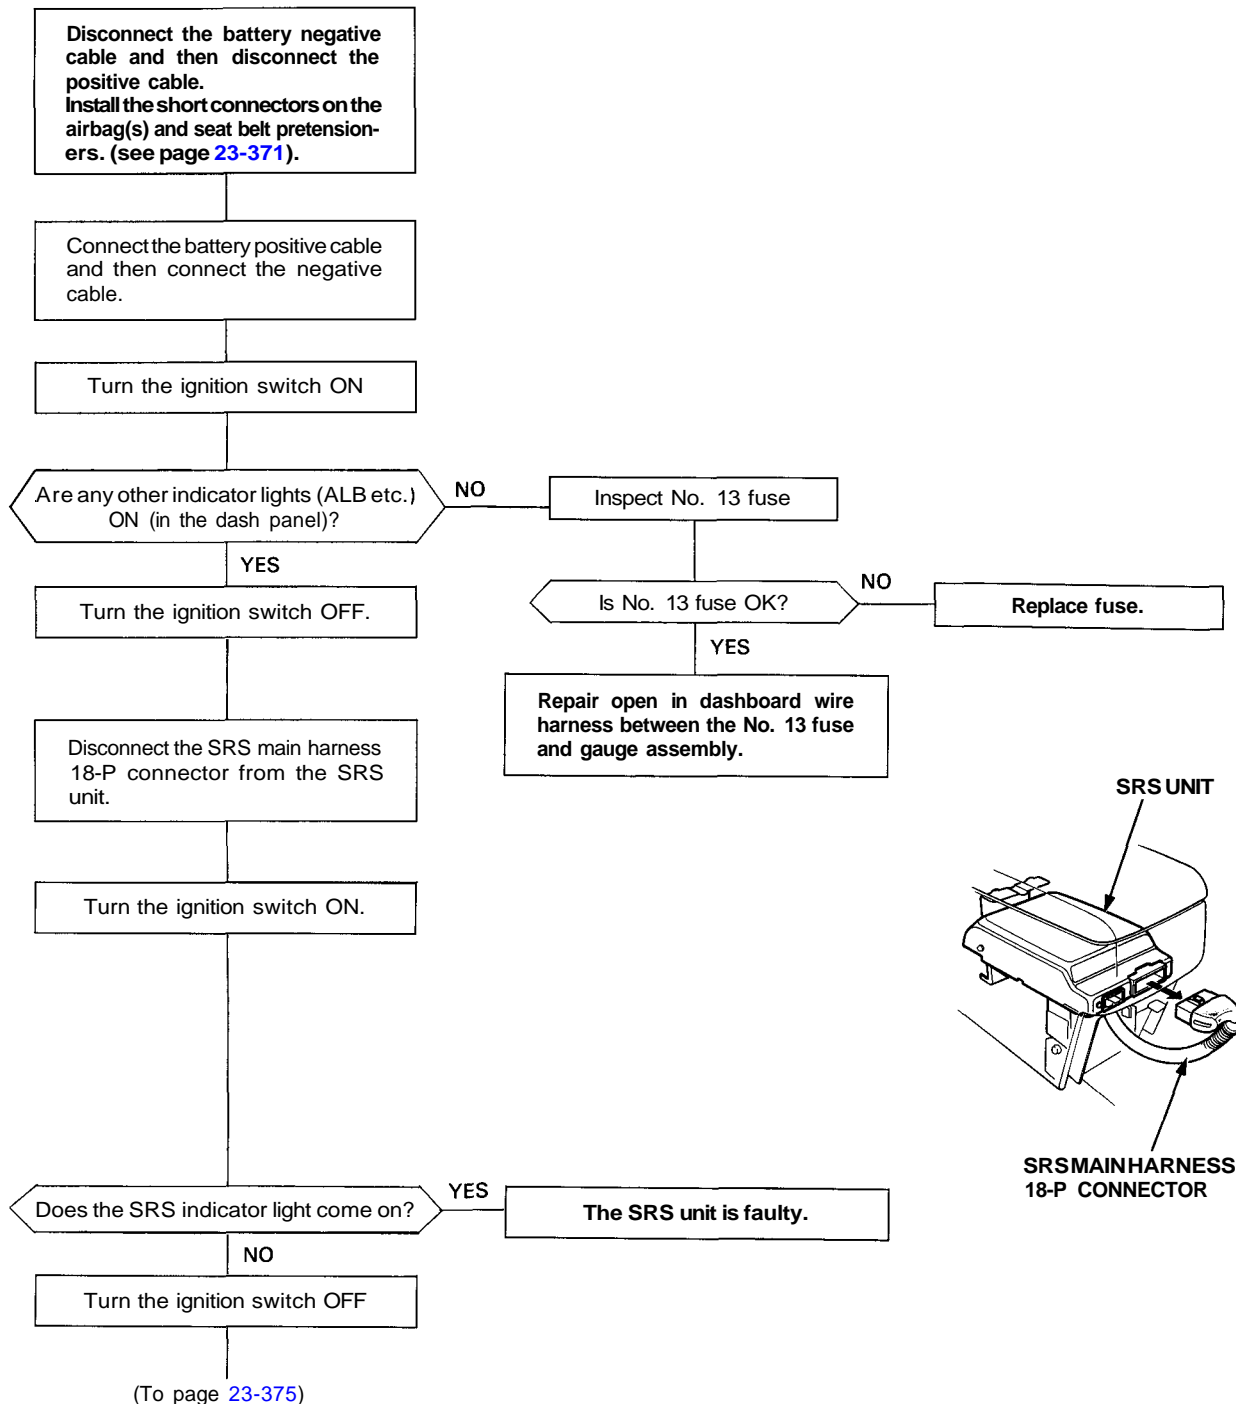 Disconnect the battery negative
cable and then disconnect the
positive cable.
Install the short connectors on the
airbag(s) and seat belt pretension-
ers. (see page 23-371).
Connect the battery positive cable
and then connect the negative
cable.
Turn the ignition switch ON
Are any other indicator lights (ALB etc.)
ON (in the dash panel)?
NO
Inspect No. 13 fuse
YES
Turn the ignition switch OFF.
Is No. 13 fuse OK?
NO
Replace fuse.
YES
Repair open in dashboard wire
harness between the No. 13 fuse
and gauge assembly.
Disconnect the SRS main harness
18-P connector from the SRS
unit.
Turn the ignition switch ON.
SRS UNIT
SRS MAIN HARNESS
18-P CONNECTOR
Does the SRS indicator light come on?
YES
The SRS unit is faulty.
NO
Turn the ignition switch OFF
(To page 23-375)